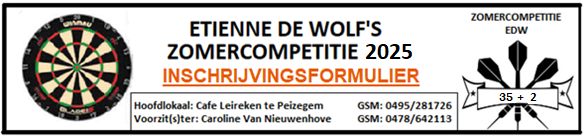 ETIENNE DE WOLF'S
ZOMERCOMPETITIE 2025
INSCHRIJVINGSFORMULIER
Hoofdlokaal: Cafe Leireken te Peizegem GSM: 0495/281726
Voorzit(s)ter: Caroline Van Nieuwenhove GSM: 0478/642113
ZOMERCOMPETITIE
EDW
35 + 2
WINMAU
BLADE